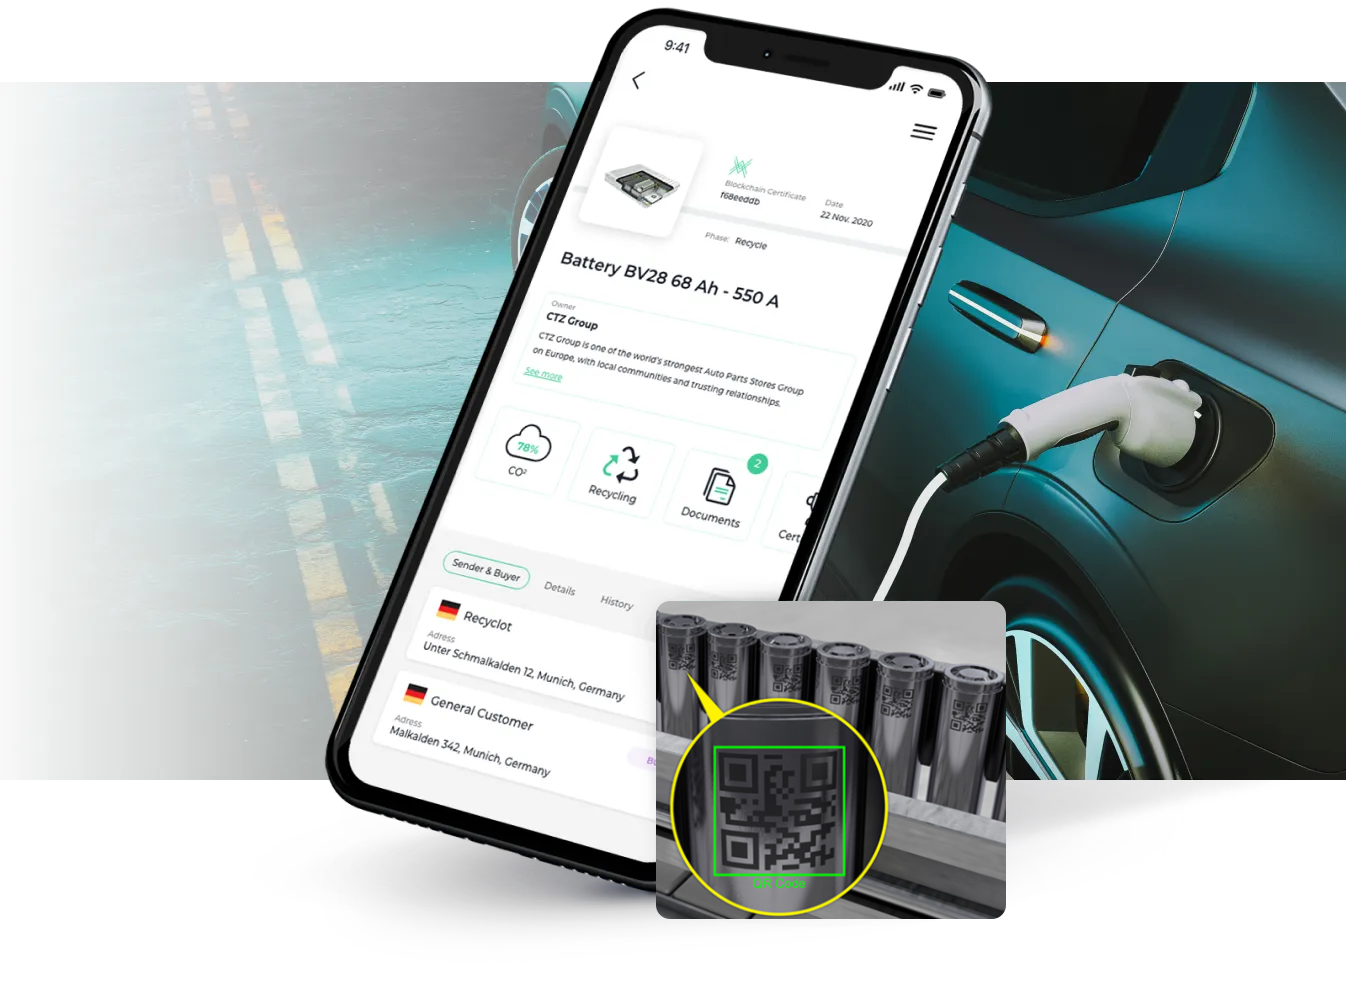 9:41
Blockchain Certificate
f68eeddb
Date
22 Nov. 2020
Phase: Recycle
Battery BV28 68 Ah - 550 A
Owner
CTZ Group
CTZ Group is one of the world's strongest Auto Parts Stores Group
on Europe, with local communities and trusting relationships.
See more
78%
CO²
Recycling
2
Documents
Cert
Sender & Buyer
Details
History
Recyclot
Adress
Unter Schmalkalden 12, Munich, Germany
General Customer
Adress
Malkalden 342, Munich, Germany
QR Code